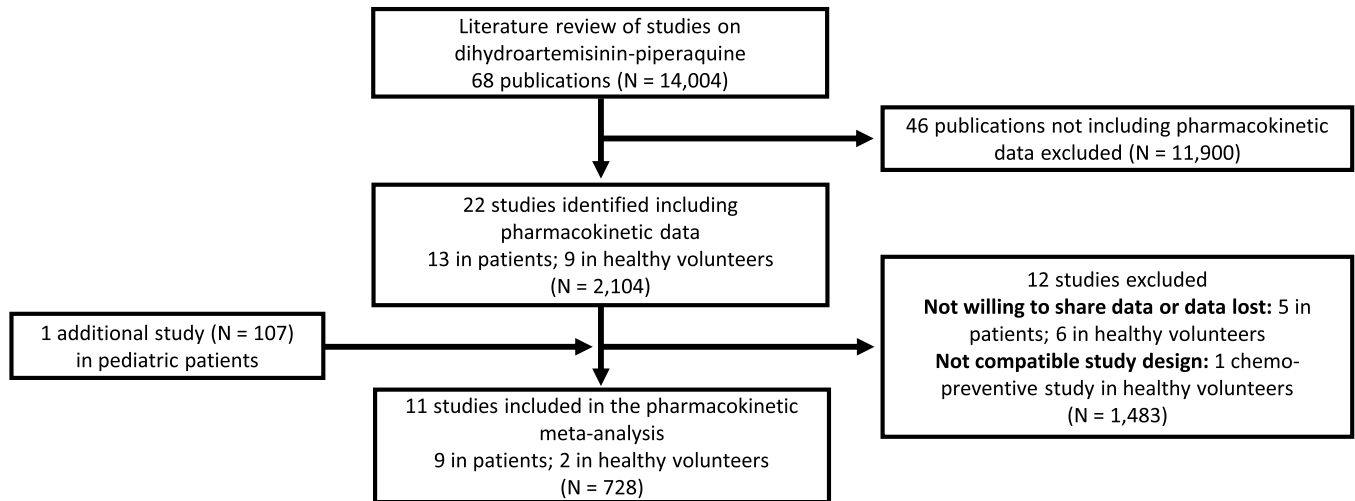 Literature review of studies on
dihydroartemisinin-piperaquine
68 publications (N = 14,004)
46 publications not including pharmacokinetic
data excluded (N = 11,900)
22 studies identified including
pharmacokinetic data
13 in patients; 9 in healthy volunteers
(N = 2,104)
12 studies excluded
Not willing to share data or data lost: 5 in
patients; 6 in healthy volunteers
Not compatible study design: 1 chemo-
preventive study in healthy volunteers
(N = 1,483)
1 additional study (N = 107)
in pediatric patients
11 studies included in the pharmacokinetic
meta-analysis
9 in patients; 2 in healthy volunteers
(N = 728)